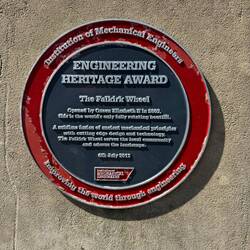 Institution of Mechanical Engineers
ENGINEERING
HERITAGE AWARD
The Falkirk Wheel
Opened by Queen Elizabeth II in 2002,
this is the world's only fully rotating boatlift.
A sublime fusion of ancient mechanical principles
with cutting edge design and technology.
The Falkirk Wheel serves the local community
and adorns the landscape.
6th July 2012
Improving the world through engineering